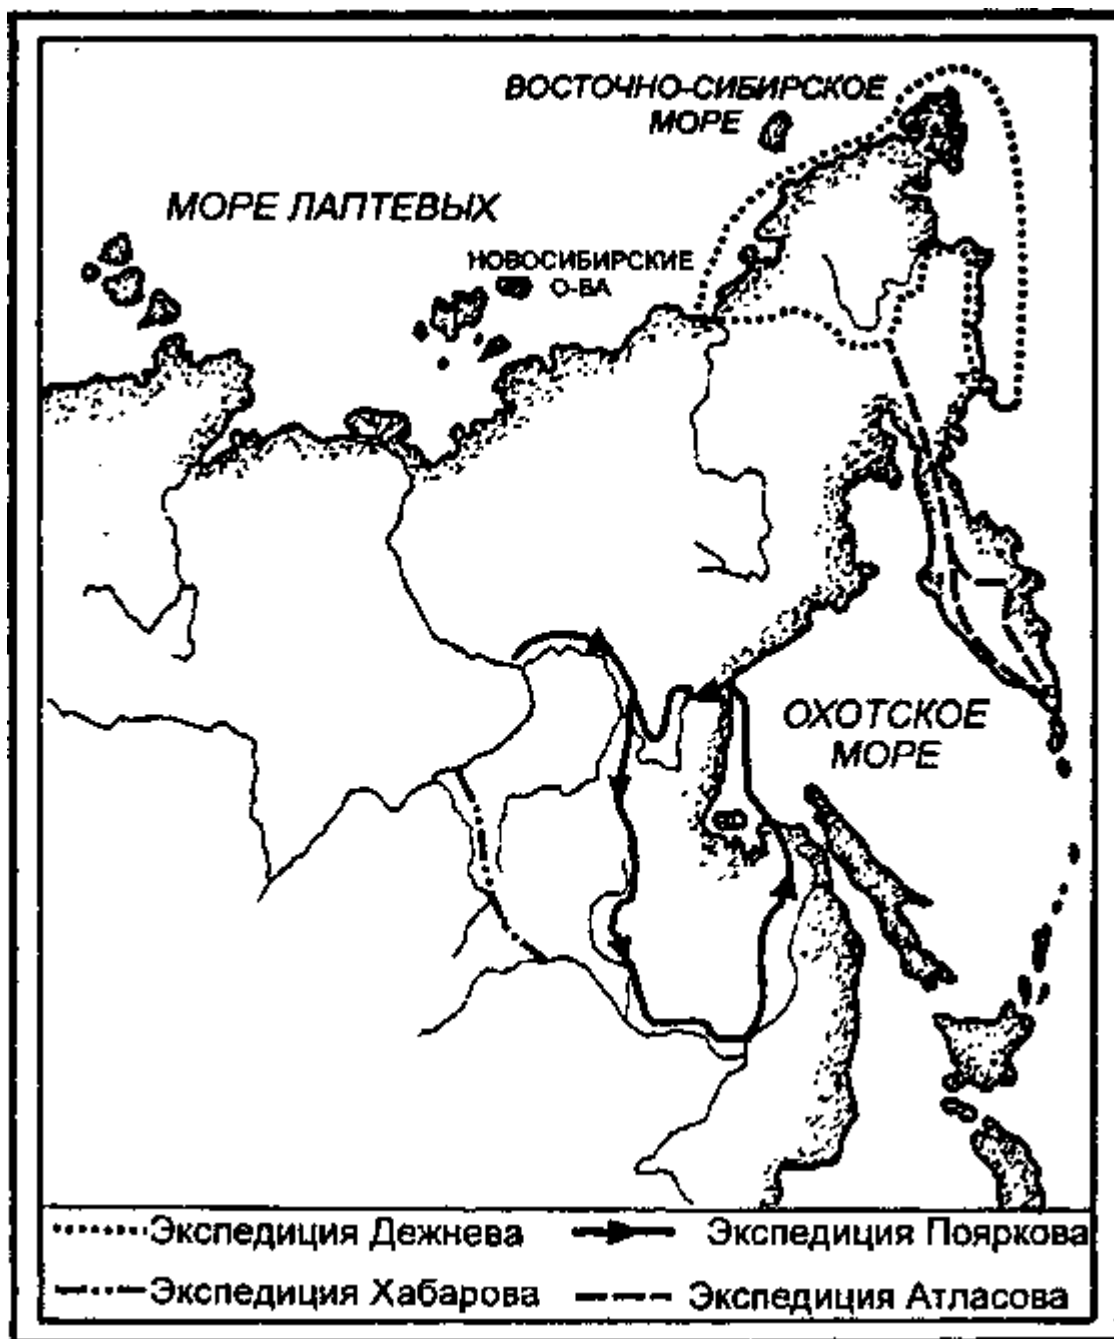 ВОСТОЧНО-СИБИРСКОЕ
МОРЕ
МОРЕ ЛАПТЕВЫХ
НОВОСИБИРСКИЕ
О-ВА
ОХОТСКОЕ
МОРЕ
Экспедиция Дежнева
Экспедиция Пояркова
Экспедиция Хабарова
Экспедиция Атласова